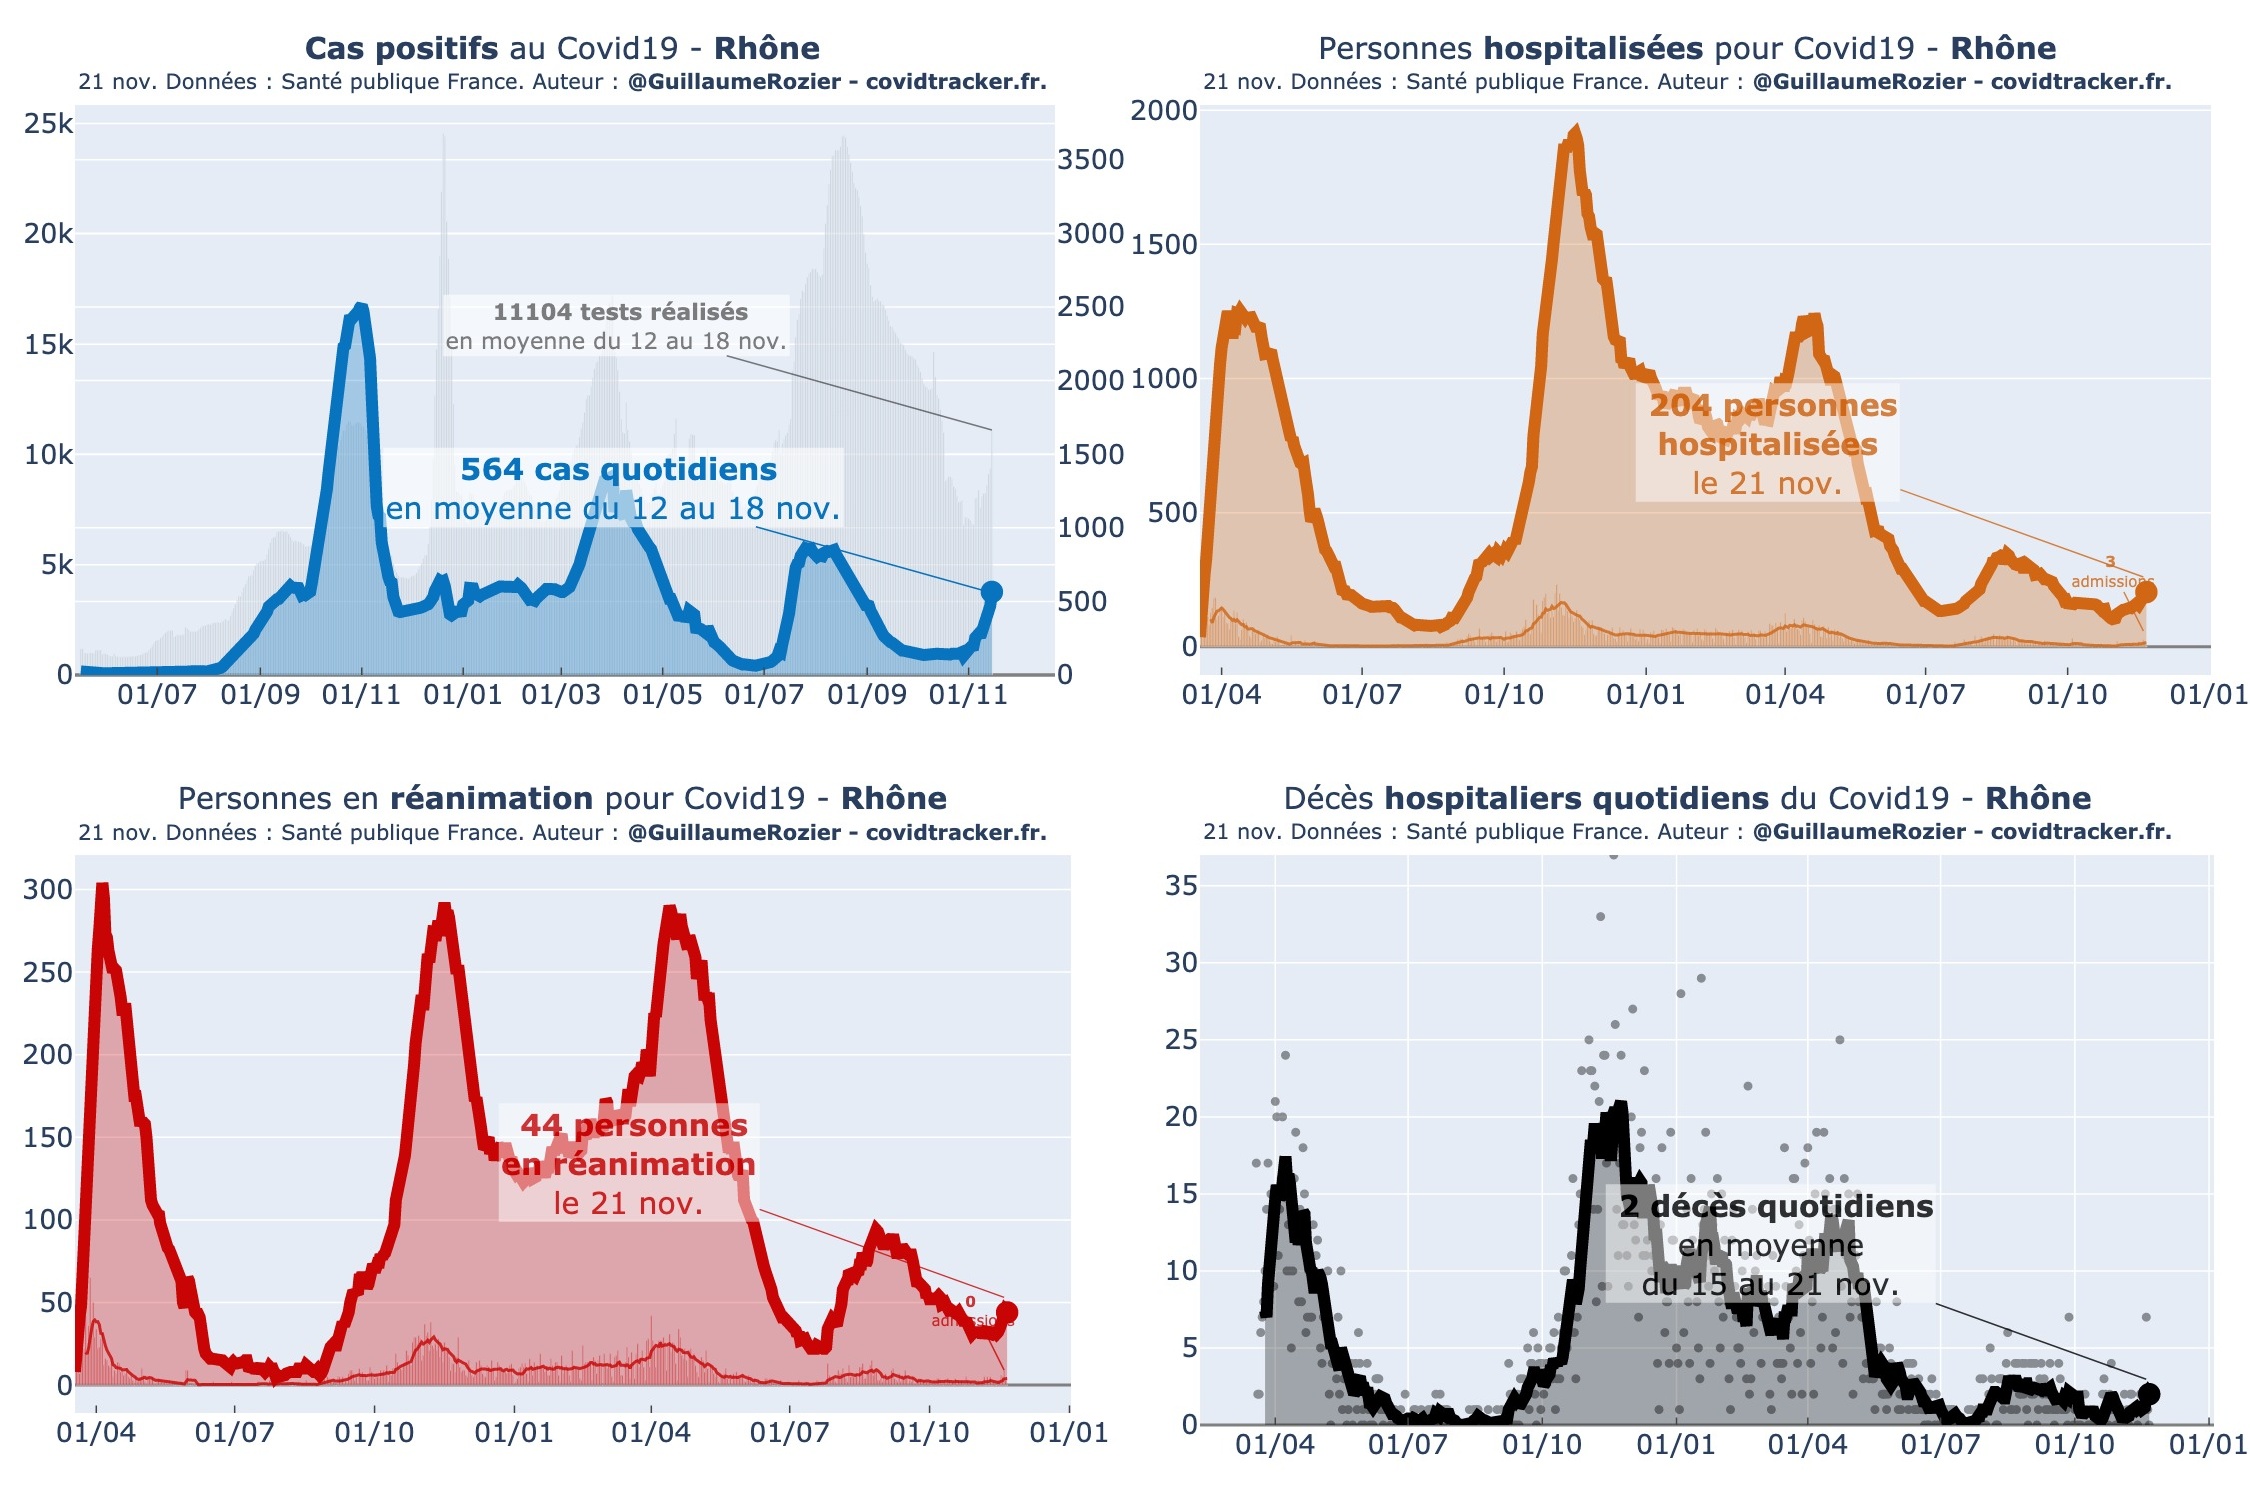 Cas positifs au Covid19 - Rhône
21 nov. Données : Santé publique France. Auteur : @GuillaumeRozier - covidtracker.fr.
25k
20k
15k
10k
5k
0
3500
3000
2500
2000
1500
1000
500
0
11104 tests réalisés
en moyenne du 12 au 18 nov.
564 cas quotidiens
en moyenne du 12 au 18 nov.
01/07 01/09 01/11 01/01 01/03 01/05 01/07 01/09 01/11
Personnes hospitalisées pour Covid19 - Rhône
21 nov. Données : Santé publique France. Auteur : @GuillaumeRozier - covidtracker.fr.
2000
1500
1000
500
0
204 personnes
hospitalisées
le 21 nov.
3
admissions
01/04 01/07 01/10 01/01 01/04 01/07 01/10 01/01
Personnes en réanimation pour Covid19 - Rhône
21 nov. Données : Santé publique France. Auteur : @GuillaumeRozier - covidtracker.fr.
300
250
200
150
100
50
0
44 personnes
en réanimation
le 21 nov.
0
admissions
01/04 01/07 01/10 01/01 01/04 01/07 01/10 01/01
Décès hospitaliers quotidiens du Covid19 - Rhône
21 nov. Données : Santé publique France. Auteur : @GuillaumeRozier - covidtracker.fr.
35
30
25
20
15
10
5
0
2 décès quotidiens
en moyenne
du 15 au 21 nov.
01/04 01/07 01/10 01/01 01/04 01/07 01/10 01/01